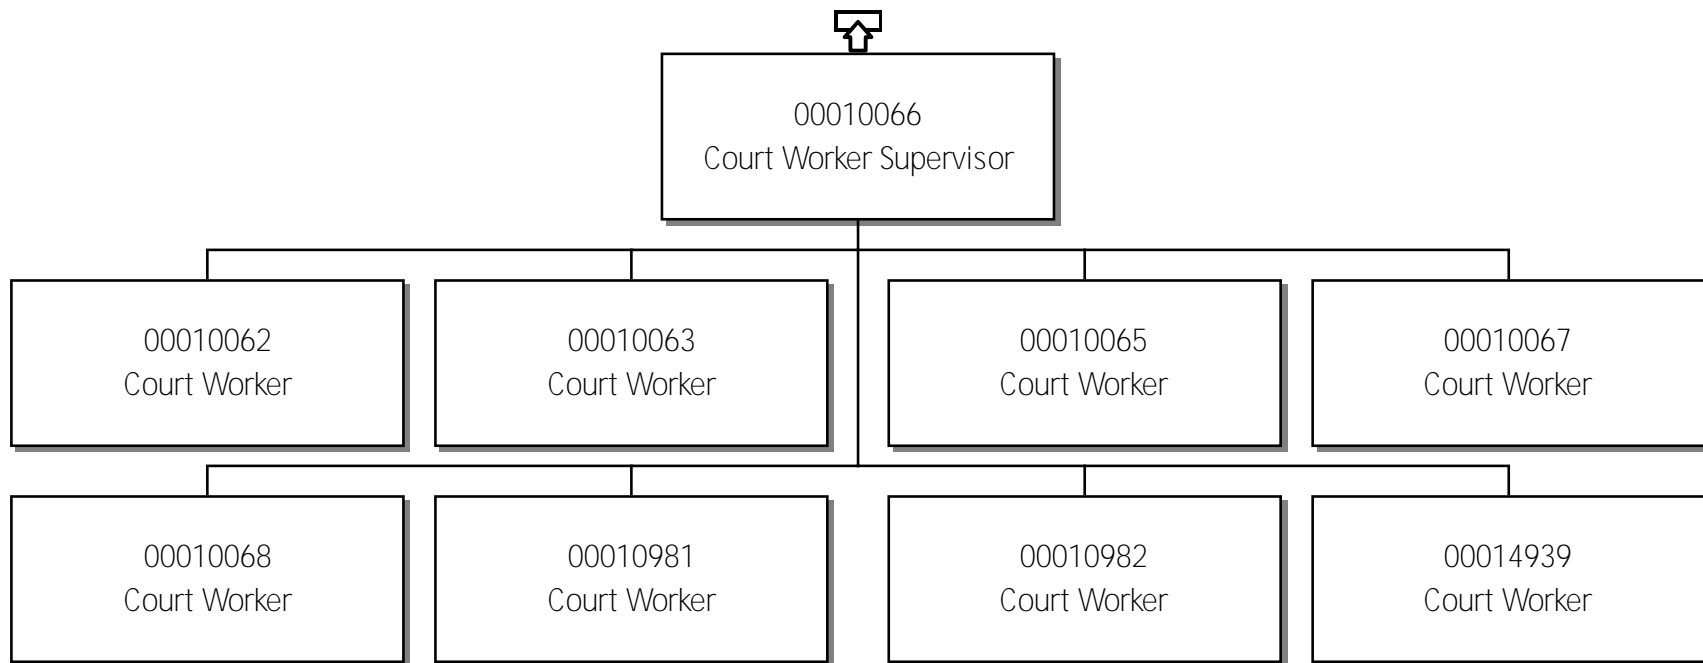 00010066
Court Worker Supervisor
00010062
Court Worker
00010063
Court Worker
00010065
Court Worker
00010067
Court Worker
00010068
Court Worker
00010981
Court Worker
00010982
Court Worker
00014939
Court Worker